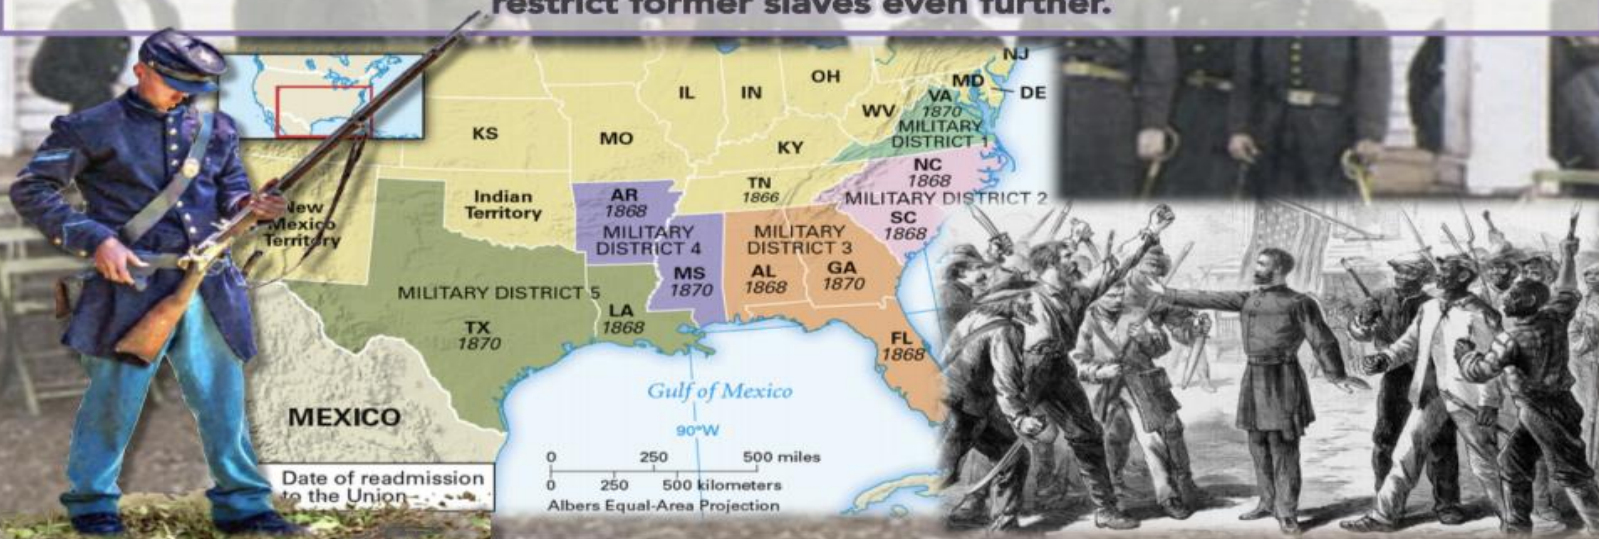 restrict former slaves even further.
NJ
OH
MD
IL
IN
DE
VA
1870
WV
MILITARY
DISTRICT 1
KS
MO
KY
NC
1868
TN
1866
MILITARY DISTRICT 2
Indian
Territory
AR
1868
New
Mexico
Territory
SC
1868
MILITARY
DISTRICT 4
MILITARY
DISTRICT 3
MS
1870
AL
1868
GA
1870
MILITARY DISTRICT 5
LA
1868
TX
1870
FL
1868
Gulf of Mexico
MEXICO
90°W
0 250 500 miles
0 250 500 kilometers
Albers Equal-Area Projection
Date of readmission
to the Union